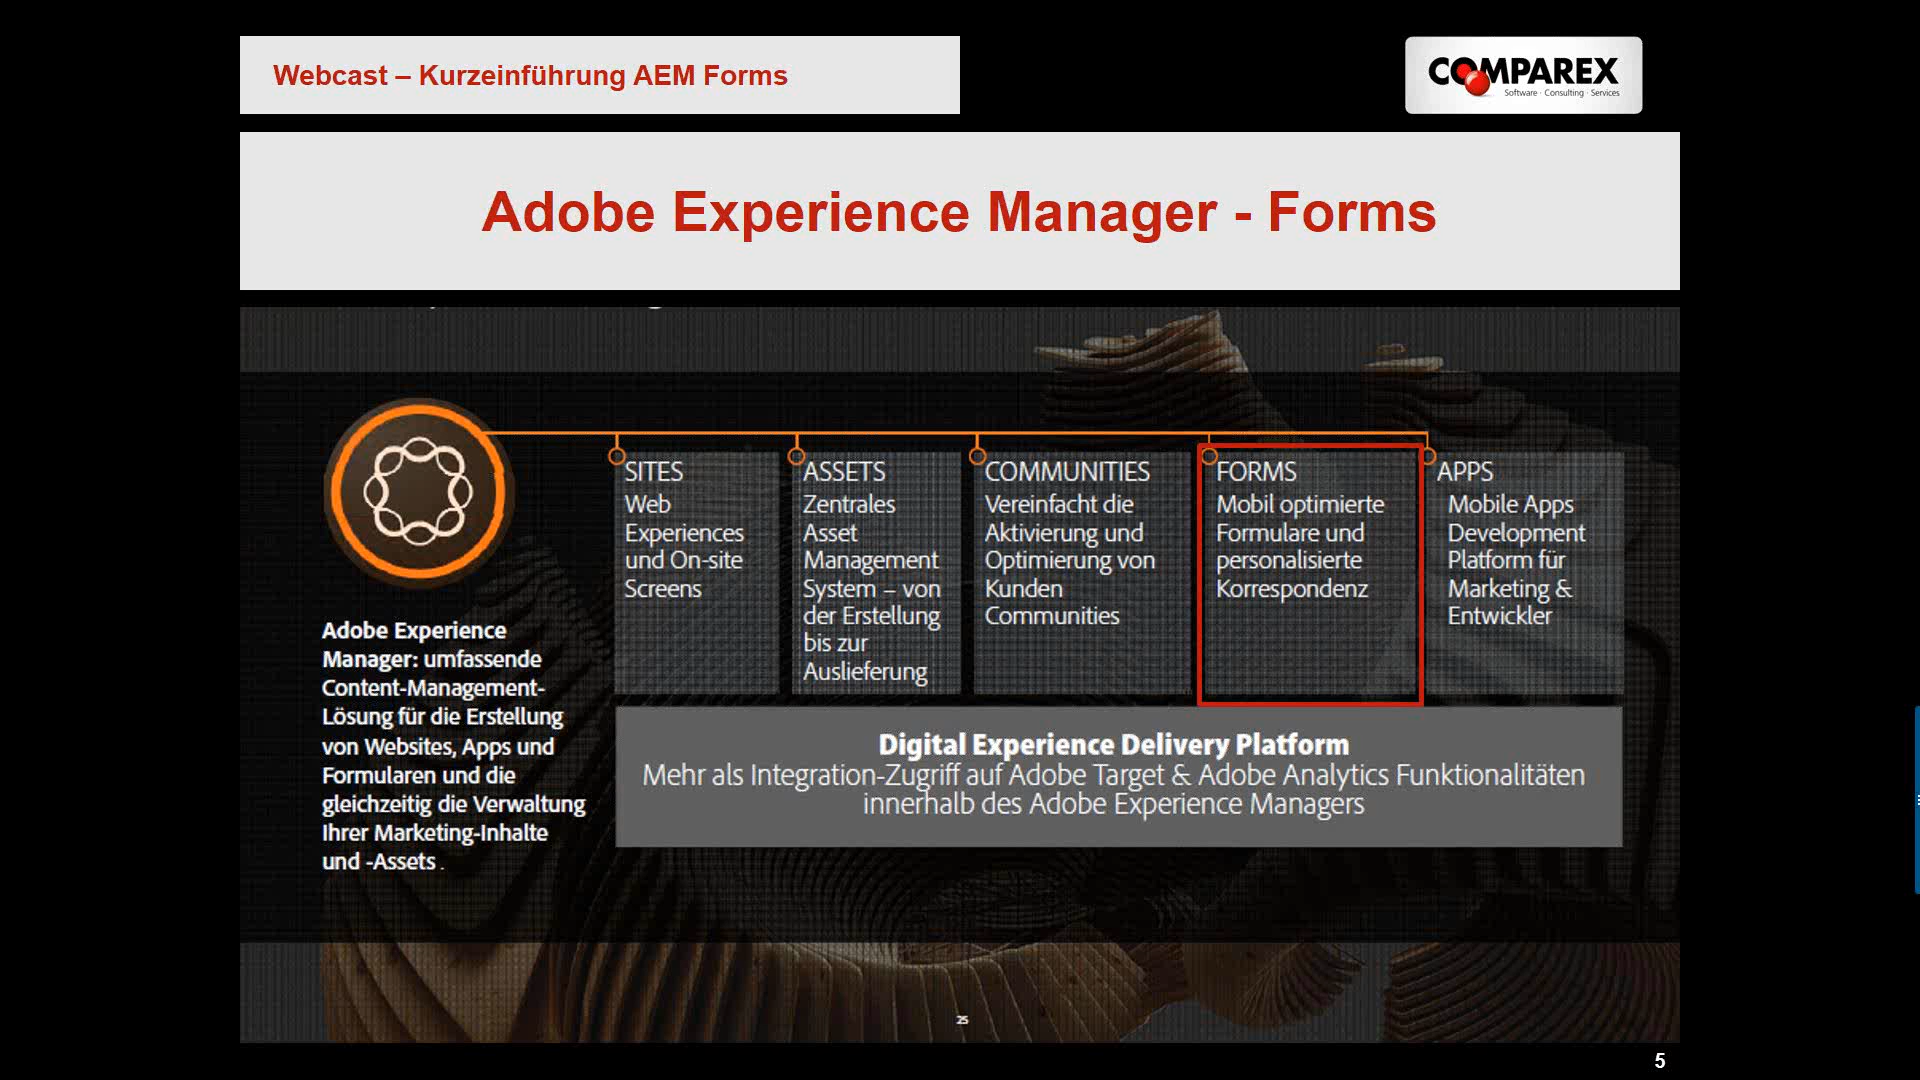 Webcast – Kurzeinführung AEM Forms
COMPAREX
Software · Consulting · Services
Adobe Experience Manager - Forms
SITES
Web
Experiences
und On-site
Screens
ASSETS
Zentrales
Asset
Management
System – von
der Erstellung
bis zur
Auslieferung
COMMUNITIES
Vereinfacht die
Aktivierung und
Optimierung von
Kunden
Communities
FORMS
Mobil optimierte
Formulare und
personalisierte
Korrespondenz
APPS
Mobile Apps
Development
Platform für
Marketing &
Entwickler
Adobe Experience
Manager: umfassende
Content-Management-
Lösung für die Erstellung
von Websites, Apps und
Formularen und die
gleichzeitig die Verwaltung
Ihrer Marketing-Inhalte
und -Assets .
Digital Experience Delivery Platform
Mehr als Integration-Zugriff auf Adobe Target & Adobe Analytics Funktionalitäten
innerhalb des Adobe Experience Managers
25
5